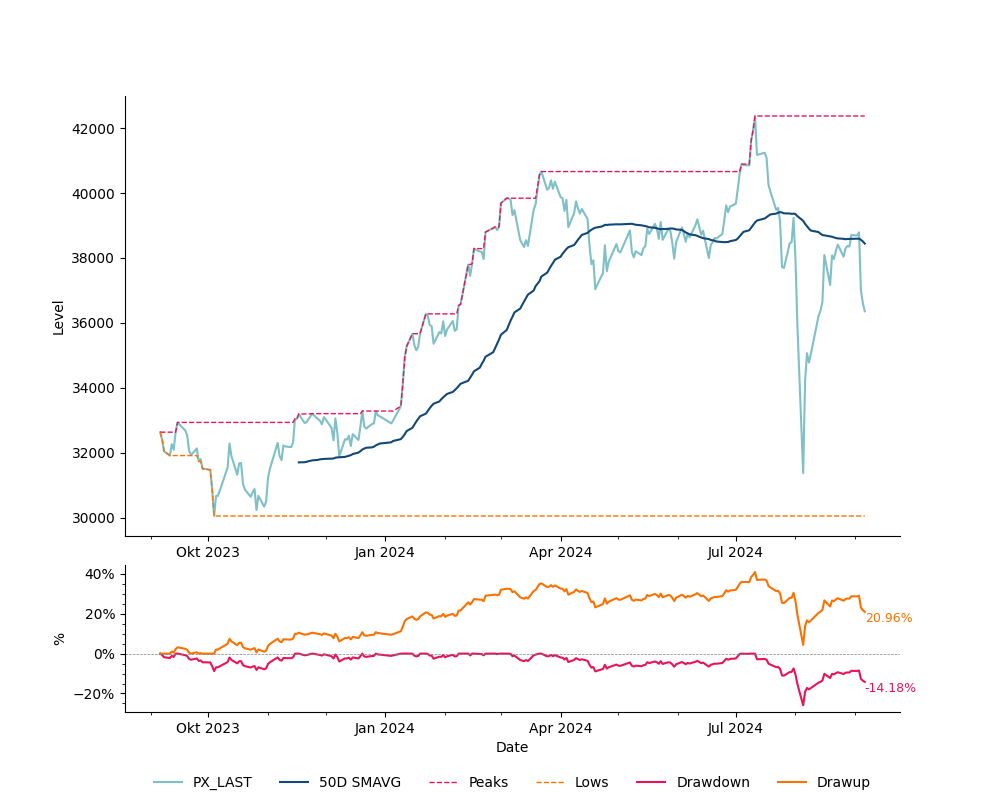 42000
40000
38000
36000
34000
32000
30000
Level
Okt 2023 Jan 2024 Apr 2024 Jul 2024
40%
20%
0%
−20%
%
20.96%
-14.18%
Okt 2023 Jan 2024 Apr 2024 Jul 2024
Date
PX_LAST 50D SMAVG Peaks Lows Drawdown Drawup